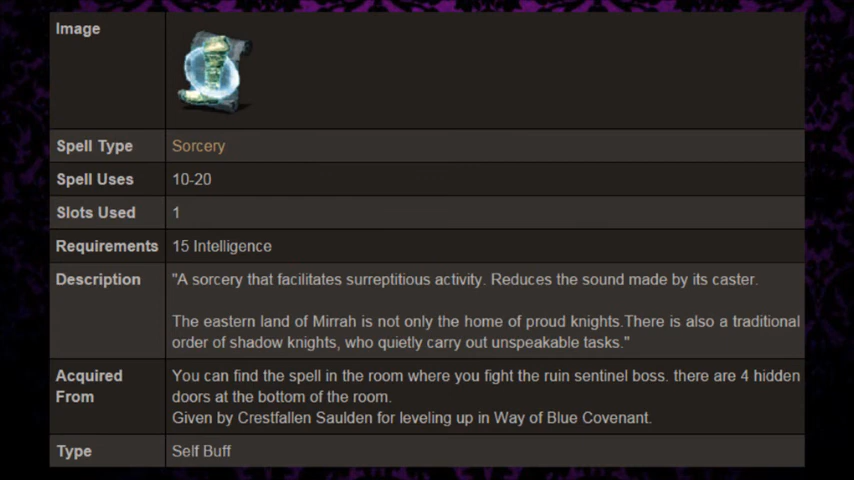 Image
Spell Type Sorcery
Spell Uses 10-20
Slots Used 1
Requirements 15 Intelligence
Description "A sorcery that facilitates surreptitious activity. Reduces the sound made by its caster.
The eastern land of Mirrah is not only the home of proud knights.There is also a traditional
order of shadow knights, who quietly carry out unspeakable tasks."
Acquired From You can find the spell in the room where you fight the ruin sentinel boss. there are 4 hidden
doors at the bottom of the room.
Given by Crestfallen Saulden for leveling up in Way of Blue Covenant.
Type Self Buff